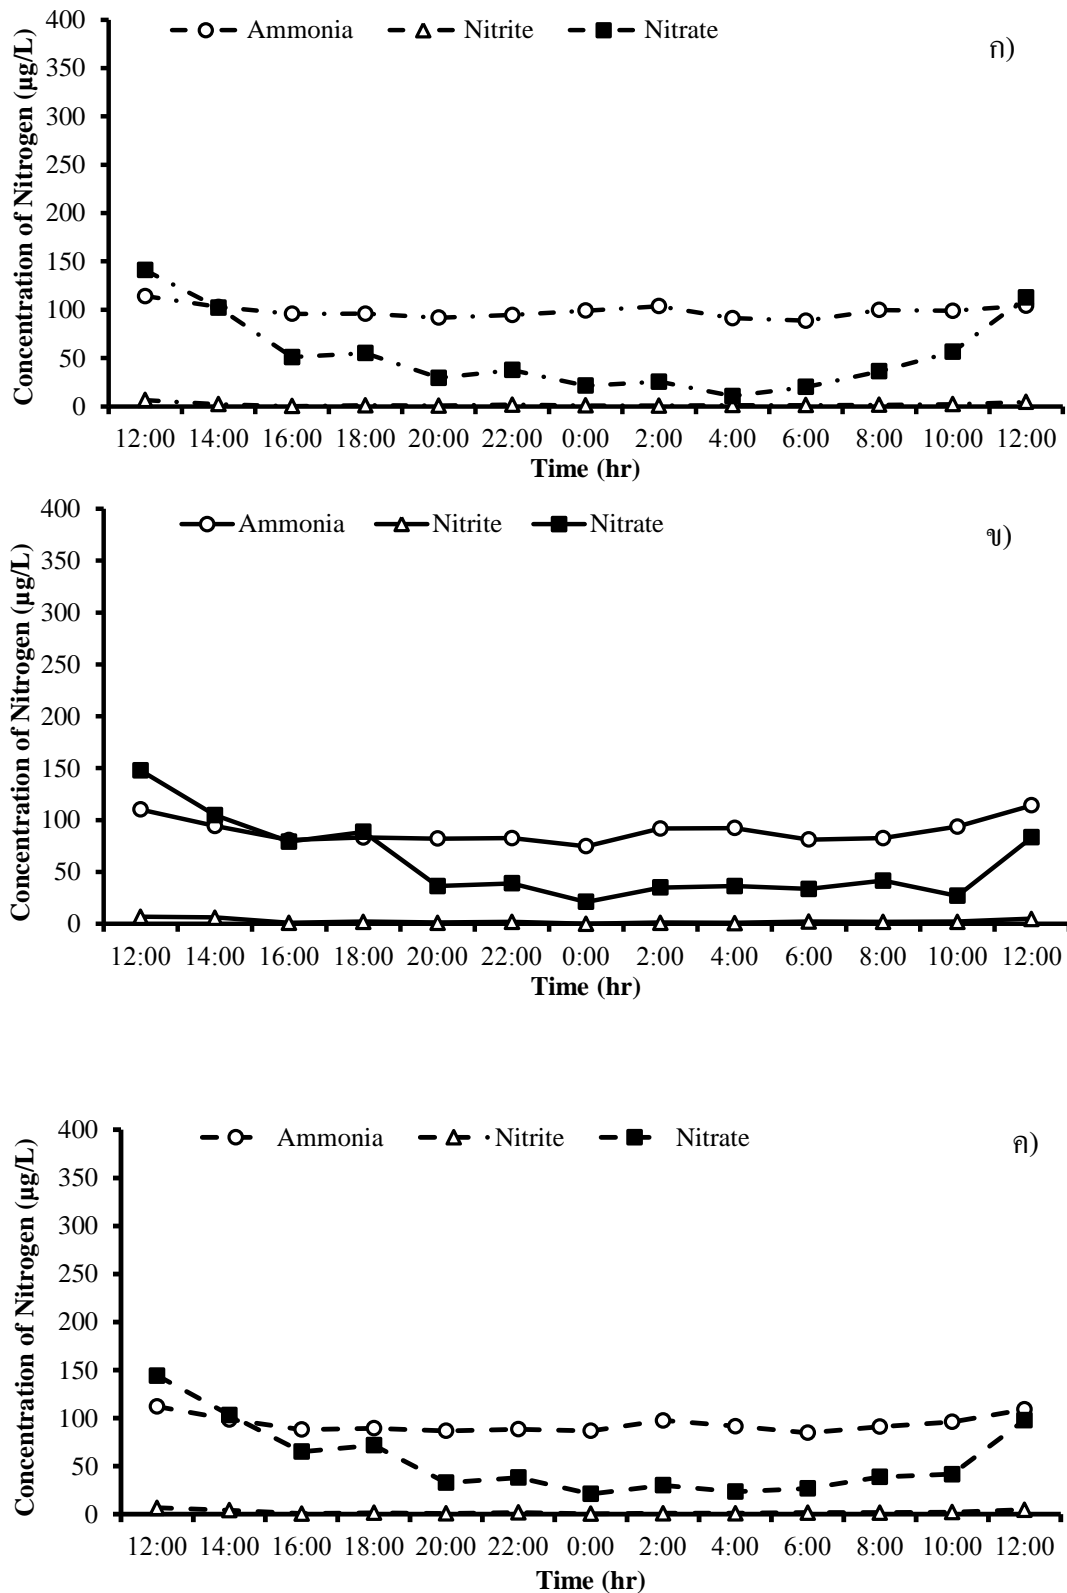 Ammonia Nitrite Nitrate
ก)
Concentration of Nitrogen (µg/L)
400
350
300
250
200
150
100
50
0
12:00 14:00 16:00 18:00 20:00 22:00 0:00 2:00 4:00 6:00 8:00 10:00 12:00
Time (hr)
Ammonia Nitrite Nitrate
ข)
Concentration of Nitrogen (µg/L)
400
350
300
250
200
150
100
50
0
12:00 14:00 16:00 18:00 20:00 22:00 0:00 2:00 4:00 6:00 8:00 10:00 12:00
Time (hr)
Ammonia Nitrite Nitrate
ค)
Concentration of Nitrogen (µg/L)
400
350
300
250
200
150
100
50
0
12:00 14:00 16:00 18:00 20:00 22:00 0:00 2:00 4:00 6:00 8:00 10:00 12:00
Time (hr)